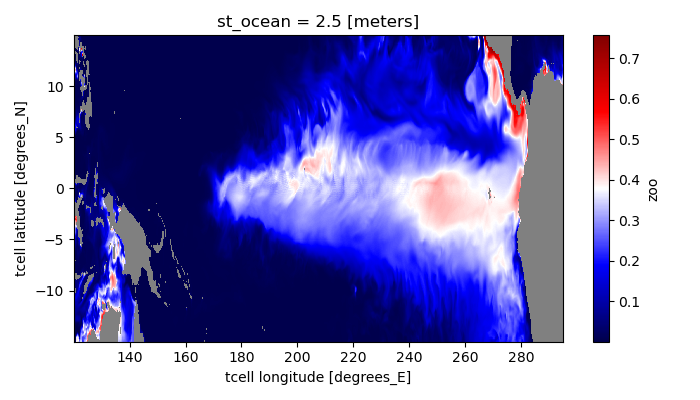 st_ocean = 2.5 [meters]
10
5
0
−5
−10
tcell latitude [degrees_N]
140 160 180 200 220 240 260 280
tcell longitude [degrees_E]
0.7
0.6
0.5
0.4
0.3
0.2
0.1
zoo